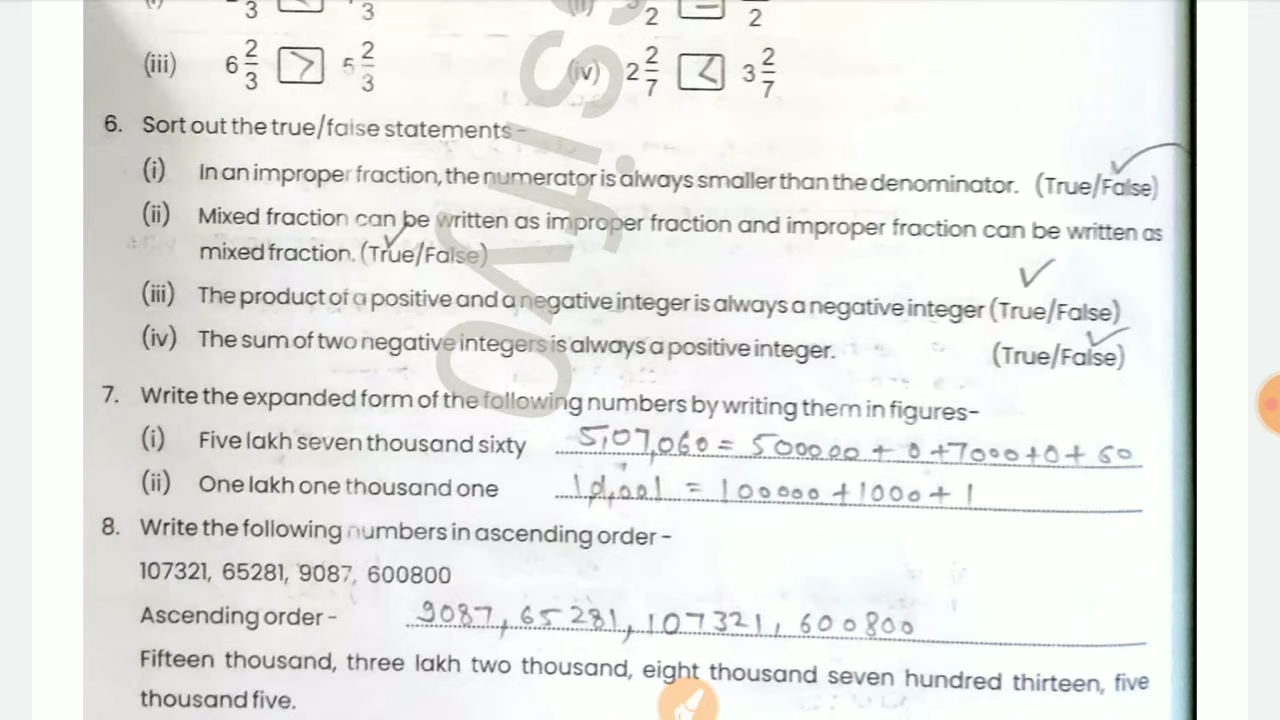 3 3 (ii) 2 = 2
(iii) 6 2/3 > 5 2/3 (iv) 2 2/7 < 3 2/7
6. Sort out the true/false statements -
(i) In an improper fraction, the numerator is always smaller than the denominator. (True/False)
(ii) Mixed fraction can be written as improper fraction and improper fraction can be written as
mixed fraction. (True/False)
(iii) The product of a positive and a negative integer is always a negative integer (True/False)
(iv) The sum of two negative integers is always a positive integer. (True/False)
7. Write the expanded form of the following numbers by writing them in figures-
(i) Five lakh seven thousand sixty 5,07,060 = 500000 + 0 + 7000 + 0 + 60
(ii) One lakh one thousand one = 100000 + 1000 + 1
8. Write the following numbers in ascending order -
107321, 65281, 9087, 600800
Ascending order - 9087, 65281, 107321, 600800
Fifteen thousand, three lakh two thousand, eight thousand seven hundred thirteen, five
thousand five.